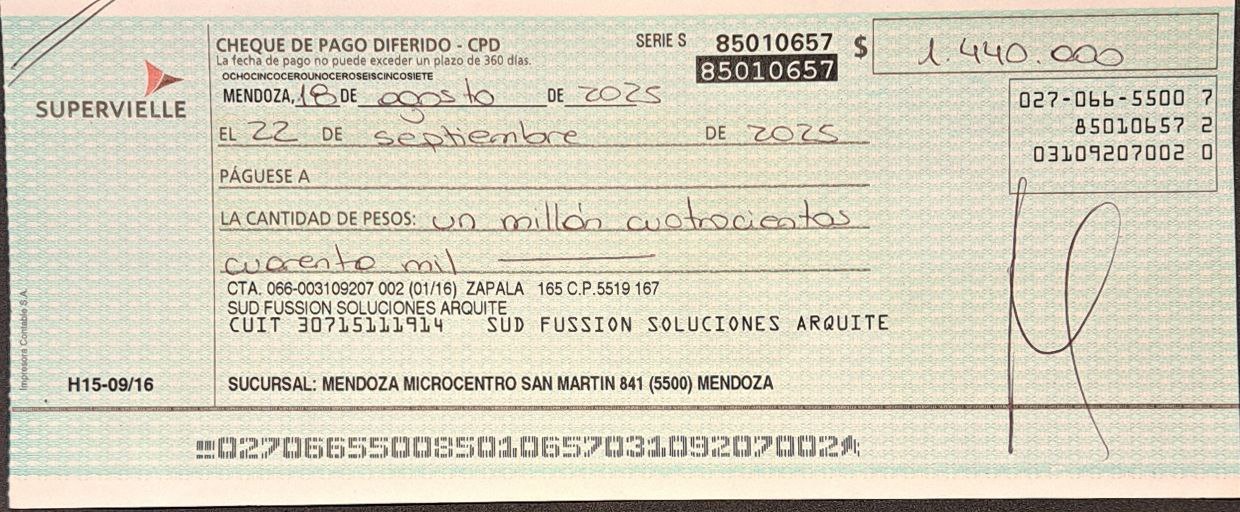 CHEQUE DE PAGO DIFERIDO - CPD
SERIE S 85010657 $ 1.440.000
La fecha de pago no puede exceder un plazo de 360 días.
85010657
OCHOCINCOCEROUNOCEROSEISCINCOSIETE
SUPERVIELLE
MENDOZA, 18 DE agosto DE 2025
027-066-5500 7
85010657 2
03109207002 0
EL 22 DE septiembre DE 2025
PÁGUESE A
LA CANTIDAD DE PESOS: un millón cuatrocientos
cuarenta mil
CTA. 066-003109207 002 (01/16) ZAPALA 165 C.P.5519 167
SUD FUSSION SOLUCIONES ARQUITE
CUIT 30715111914 SUD FUSSION SOLUCIONES ARQUITE
Impresora Contable S.A.
H15-09/16
SUCURSAL: MENDOZA MICROCENTRO SAN MARTIN 841 (5500) MENDOZA
02706655008501065703109207002